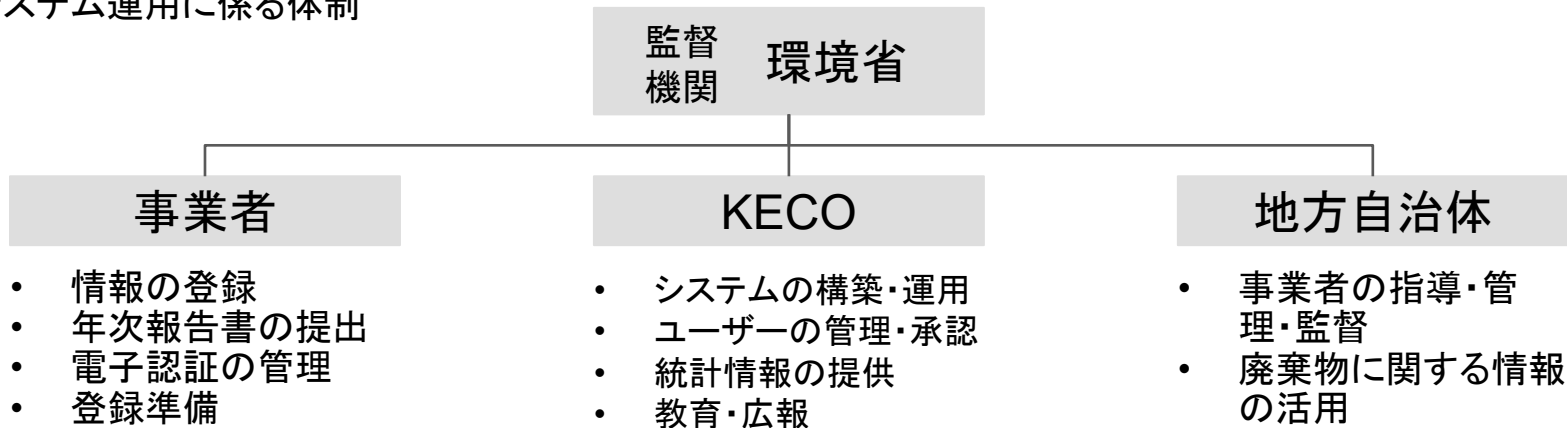 ステム運用に係る体制
監督
機関
環境省
事業者
KECO
地方自治体
• 情報の登録
• 年次報告書の提出
• 電子認証の管理
• 登録準備
• システムの構築・運用
• ユーザーの管理・承認
• 統計情報の提供
• 教育・広報
• 事業者の指導・管
理・監督
• 廃棄物に関する情報
の活用